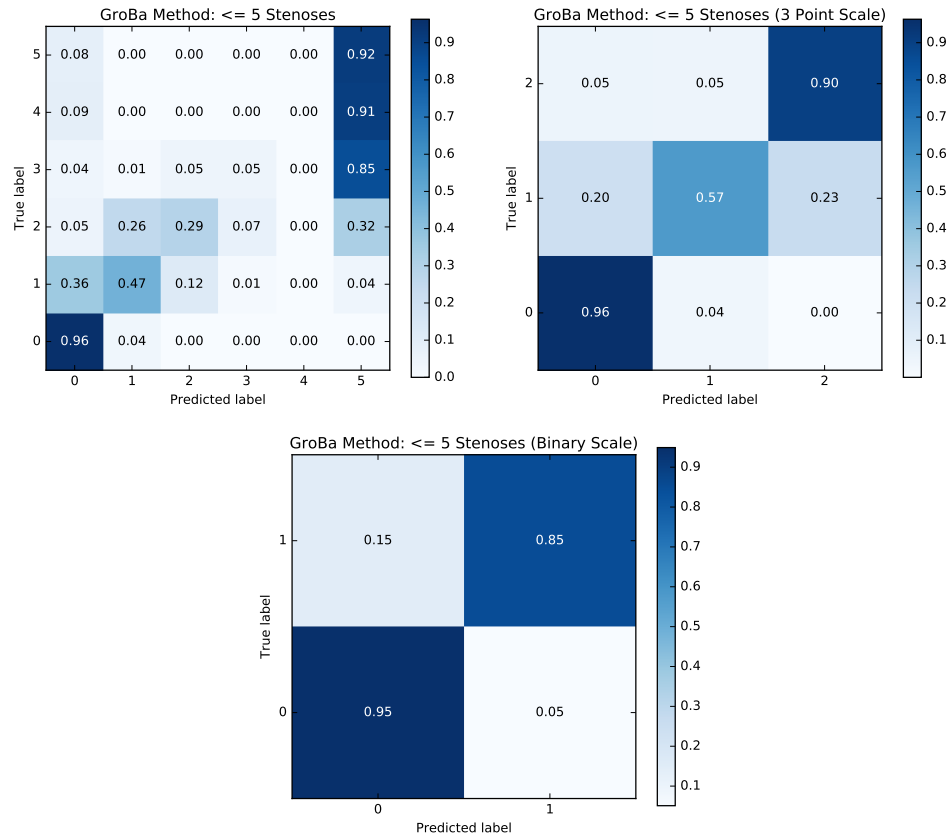 GroBa Method: <= 5 Stenoses
5 0.08 0.00 0.00 0.00 0.00 0.92
4 0.09 0.00 0.00 0.00 0.00 0.91
3 0.04 0.01 0.05 0.05 0.00 0.85
2 0.05 0.26 0.29 0.07 0.00 0.32
1 0.36 0.47 0.12 0.01 0.00 0.04
0 0.96 0.04 0.00 0.00 0.00 0.00
0 1 2 3 4 5
Predicted label
True label
0.9
0.8
0.7
0.6
0.5
0.4
0.3
0.2
0.1
0.0
GroBa Method: <= 5 Stenoses (3 Point Scale)
2 0.05 0.05 0.90
1 0.20 0.57 0.23
0 0.96 0.04 0.00
0 1 2
Predicted label
True label
0.9
0.8
0.7
0.6
0.5
0.4
0.3
0.2
0.1
GroBa Method: <= 5 Stenoses (Binary Scale)
1 0.15 0.85
0 0.95 0.05
0 1
Predicted label
True label
0.9
0.8
0.7
0.6
0.5
0.4
0.3
0.2
0.1